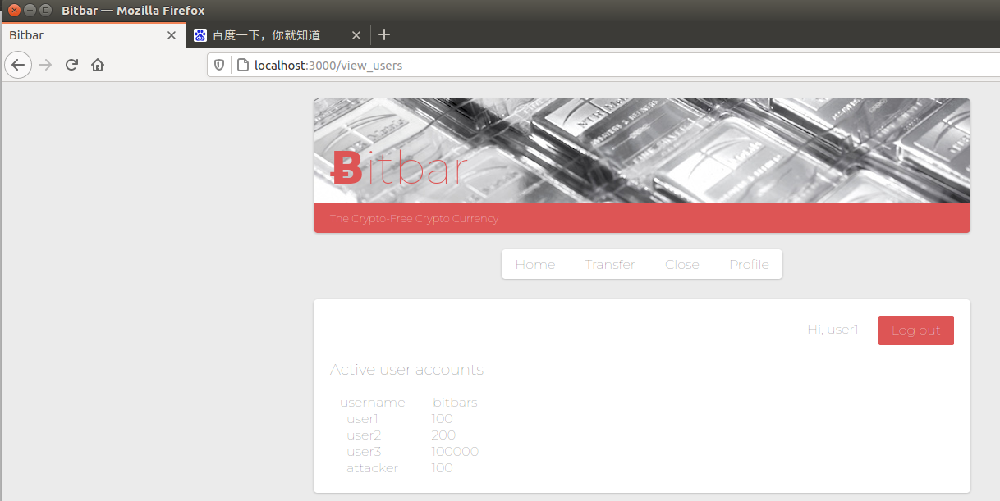 Bitbar — Mozilla Firefox
Bitbar
百度一下，你就知道
localhost:3000/view_users
Ƀitbar
The Crypto-Free Crypto Currency
Home Transfer Close Profile
Hi, user1 Log out
Active user accounts
username bitbars
user1 100
user2 200
user3 100000
attacker 100